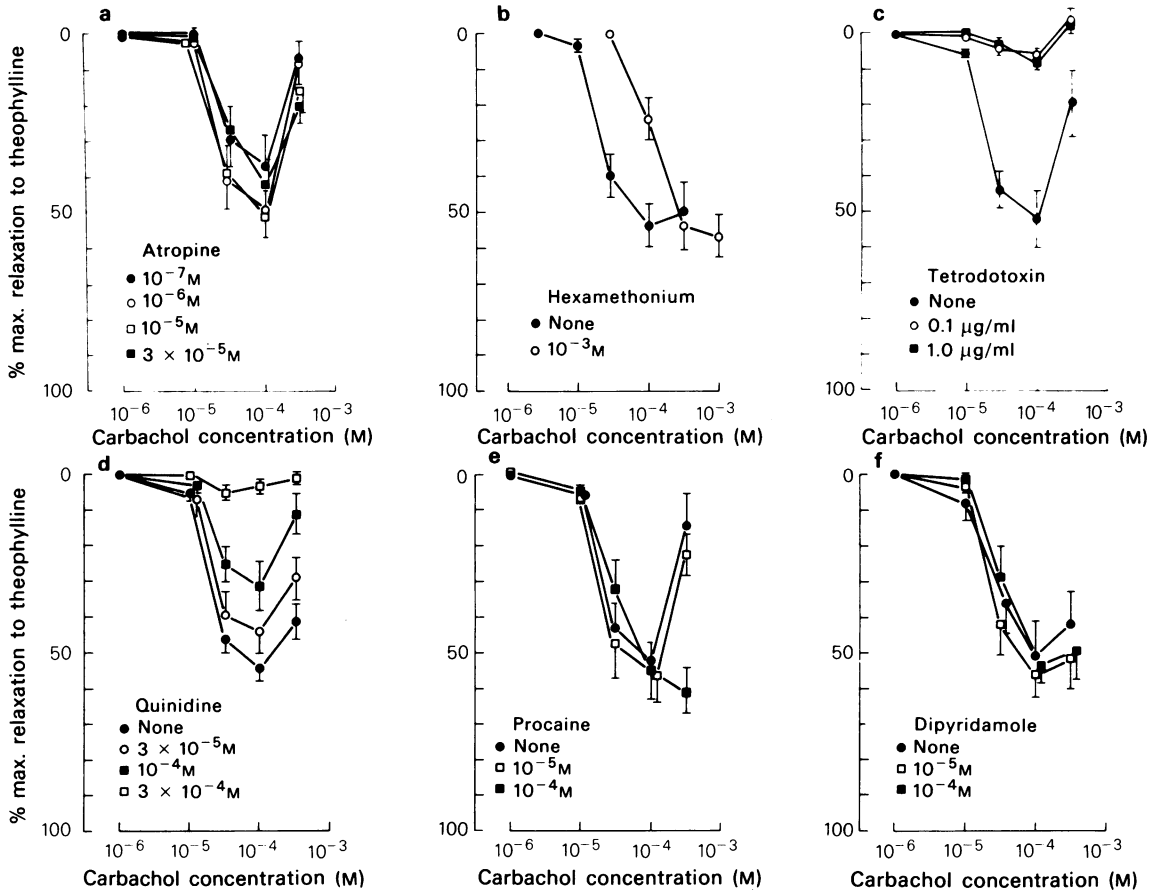 a
% max. relaxation to theophylline
0
50
100
Atropine
10⁻⁷M
10⁻⁶M
10⁻⁵M
3 × 10⁻⁵M
10⁻⁶ 10⁻⁵ 10⁻⁴ 10⁻³
Carbachol concentration (M)
b
0
50
100
Hexamethonium
None
10⁻³M
10⁻⁶ 10⁻⁵ 10⁻⁴ 10⁻³
Carbachol concentration (M)
c
0
50
100
Tetrodotoxin
None
0.1 µg/ml
1.0 µg/ml
10⁻⁶ 10⁻⁵ 10⁻⁴ 10⁻³
Carbachol concentration (M)
d
% max. relaxation to theophylline
0
50
100
Quinidine
None
3 × 10⁻⁵M
10⁻⁴M
3 × 10⁻⁴M
10⁻⁶ 10⁻⁵ 10⁻⁴ 10⁻³
Carbachol concentration (M)
e
0
50
100
Procaine
None
10⁻⁵M
10⁻⁴M
10⁻⁶ 10⁻⁵ 10⁻⁴ 10⁻³
Carbachol concentration (M)
f
0
50
100
Dipyridamole
None
10⁻⁵M
10⁻⁴M
10⁻⁶ 10⁻⁵ 10⁻⁴ 10⁻³
Carbachol concentration (M)